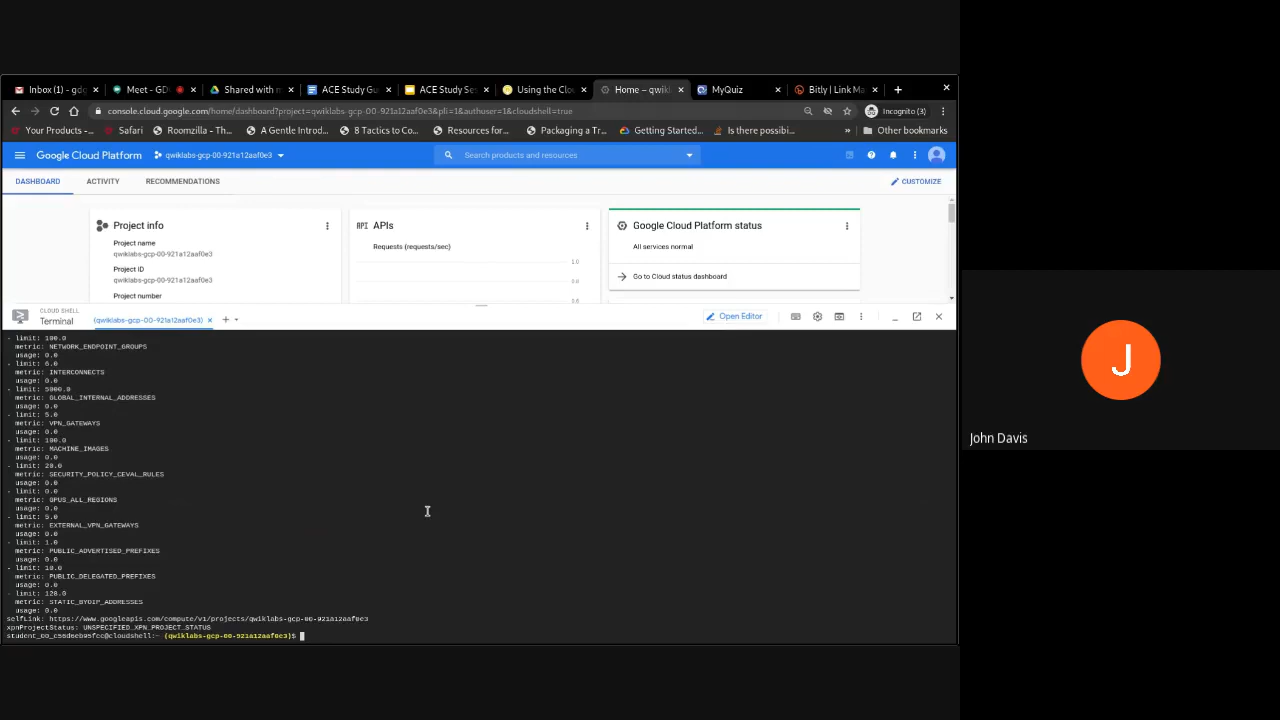 Inbox (1) - gdg
Meet - GD
Shared with m
ACE Study Gu
ACE Study Se
Using the Clo
Home – qwikl
MyQuiz
Bitly | Link Ma
console.cloud.google.com/home/dashboard?project=qwiklabs-gcp-00-921a12aaf0e3&pli=1&authuser=1&cloudshell=true
Incognito (3)
Your Products -...
Safari
Roomzilla - Th...
A Gentle Introd...
8 Tactics to Co...
Resources for...
Packaging a Tr...
Getting Started...
Is there possibi...
»
Other bookmarks
Google Cloud Platform
qwiklabs-gcp-00-921a12aaf0e3
Search products and resources
DASHBOARD
ACTIVITY
RECOMMENDATIONS
CUSTOMIZE
Project info
Project name
qwiklabs-gcp-00-921a12aaf0e3
Project ID
qwiklabs-gcp-00-921a12aaf0e3
Project number
API APIs
Requests (requests/sec)
1.0
0.8
0.6
Google Cloud Platform status
All services normal
Go to Cloud status dashboard
CLOUD SHELL
Terminal
(qwiklabs-gcp-00-921a12aaf0e3)
Open Editor
- limit: 100.0
metric: NETWORK_ENDPOINT_GROUPS
usage: 0.0
- limit: 6.0
metric: INTERCONNECTS
usage: 0.0
- limit: 5000.0
metric: GLOBAL_INTERNAL_ADDRESSES
usage: 0.0
- limit: 5.0
metric: VPN_GATEWAYS
usage: 0.0
- limit: 100.0
metric: MACHINE_IMAGES
usage: 0.0
- limit: 20.0
metric: SECURITY_POLICY_CEVAL_RULES
usage: 0.0
- limit: 0.0
metric: GPUS_ALL_REGIONS
usage: 0.0
- limit: 5.0
metric: EXTERNAL_VPN_GATEWAYS
usage: 0.0
- limit: 1.0
metric: PUBLIC_ADVERTISED_PREFIXES
usage: 0.0
- limit: 10.0
metric: PUBLIC_DELEGATED_PREFIXES
usage: 0.0
- limit: 128.0
metric: STATIC_BYOIP_ADDRESSES
usage: 0.0
selfLink: https://www.googleapis.com/compute/v1/projects/qwiklabs-gcp-00-921a12aaf0e3
xpnProjectStatus: UNSPECIFIED_XPN_PROJECT_STATUS
student_00_c56d6eb95fcc@cloudshell:~ (qwiklabs-gcp-00-921a12aaf0e3)$
J
John Davis